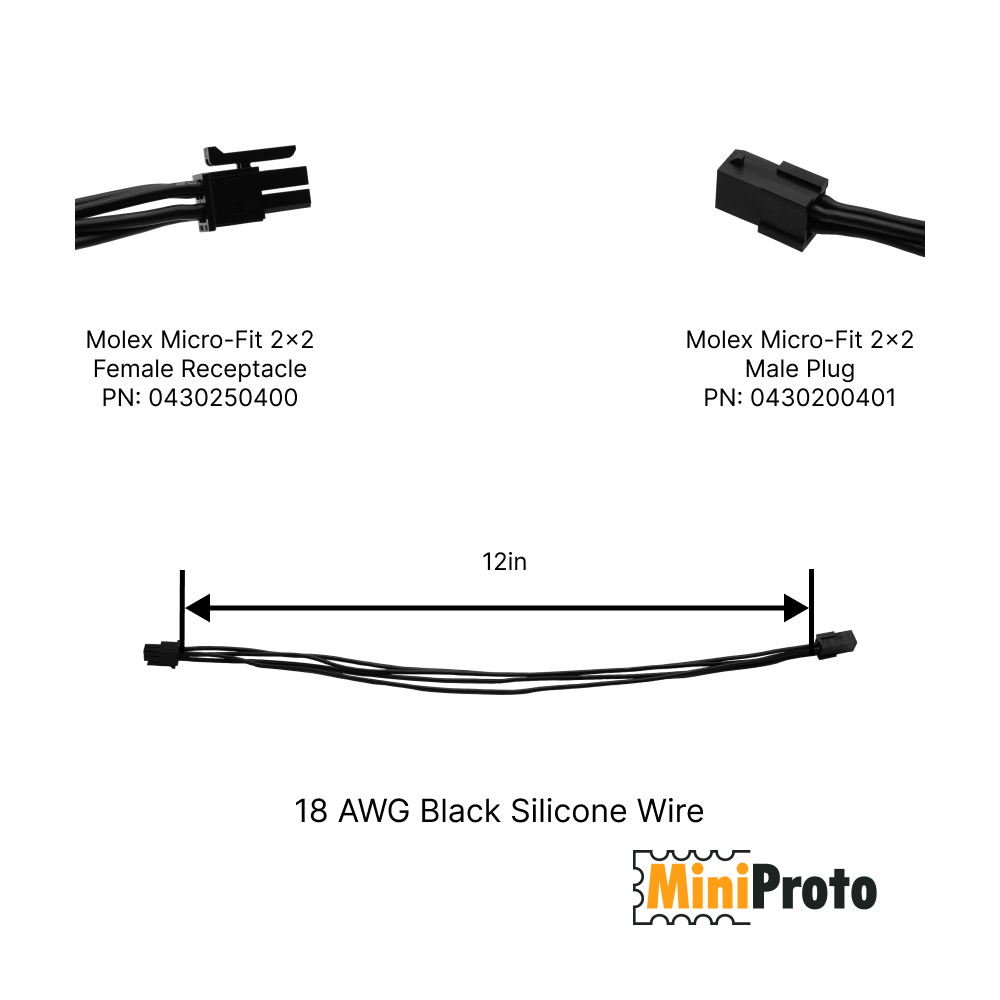 Molex Micro-Fit 2×2
Female Receptacle
PN: 0430250400
Molex Micro-Fit 2×2
Male Plug
PN: 0430200401
12in
18 AWG Black Silicone Wire
MiniProto